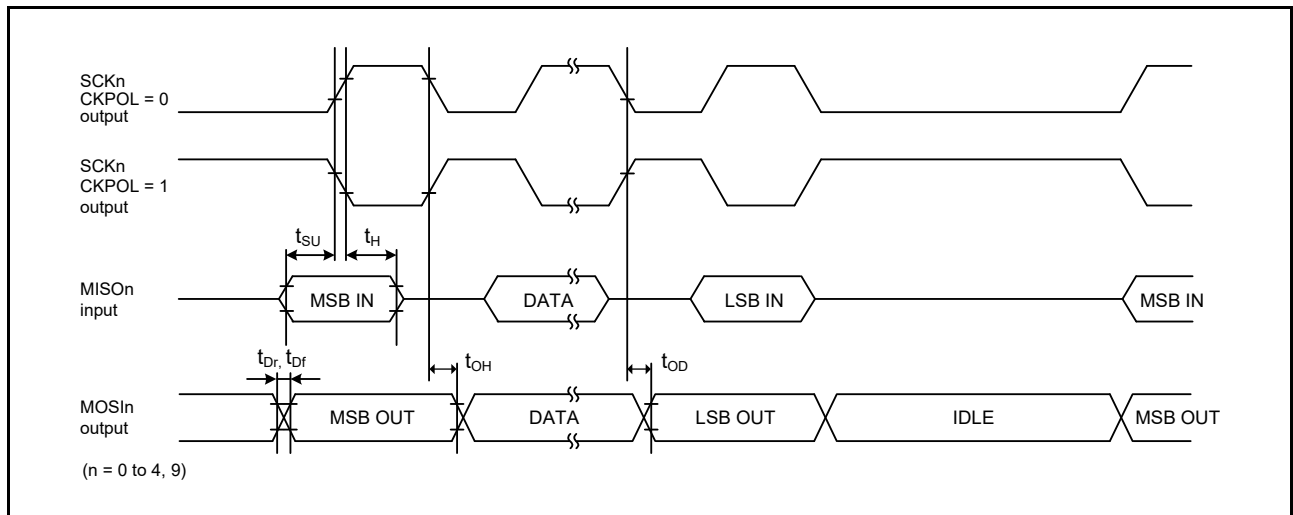 SCKn
CKPOL = 0
output
SCKn
CKPOL = 1
output
tSU
tH
MISOn
input
MSB IN
DATA
LSB IN
MSB IN
tDr, tDf
tOH
tOD
MOSIn
output
MSB OUT
DATA
LSB OUT
IDLE
MSB OUT
(n = 0 to 4, 9)